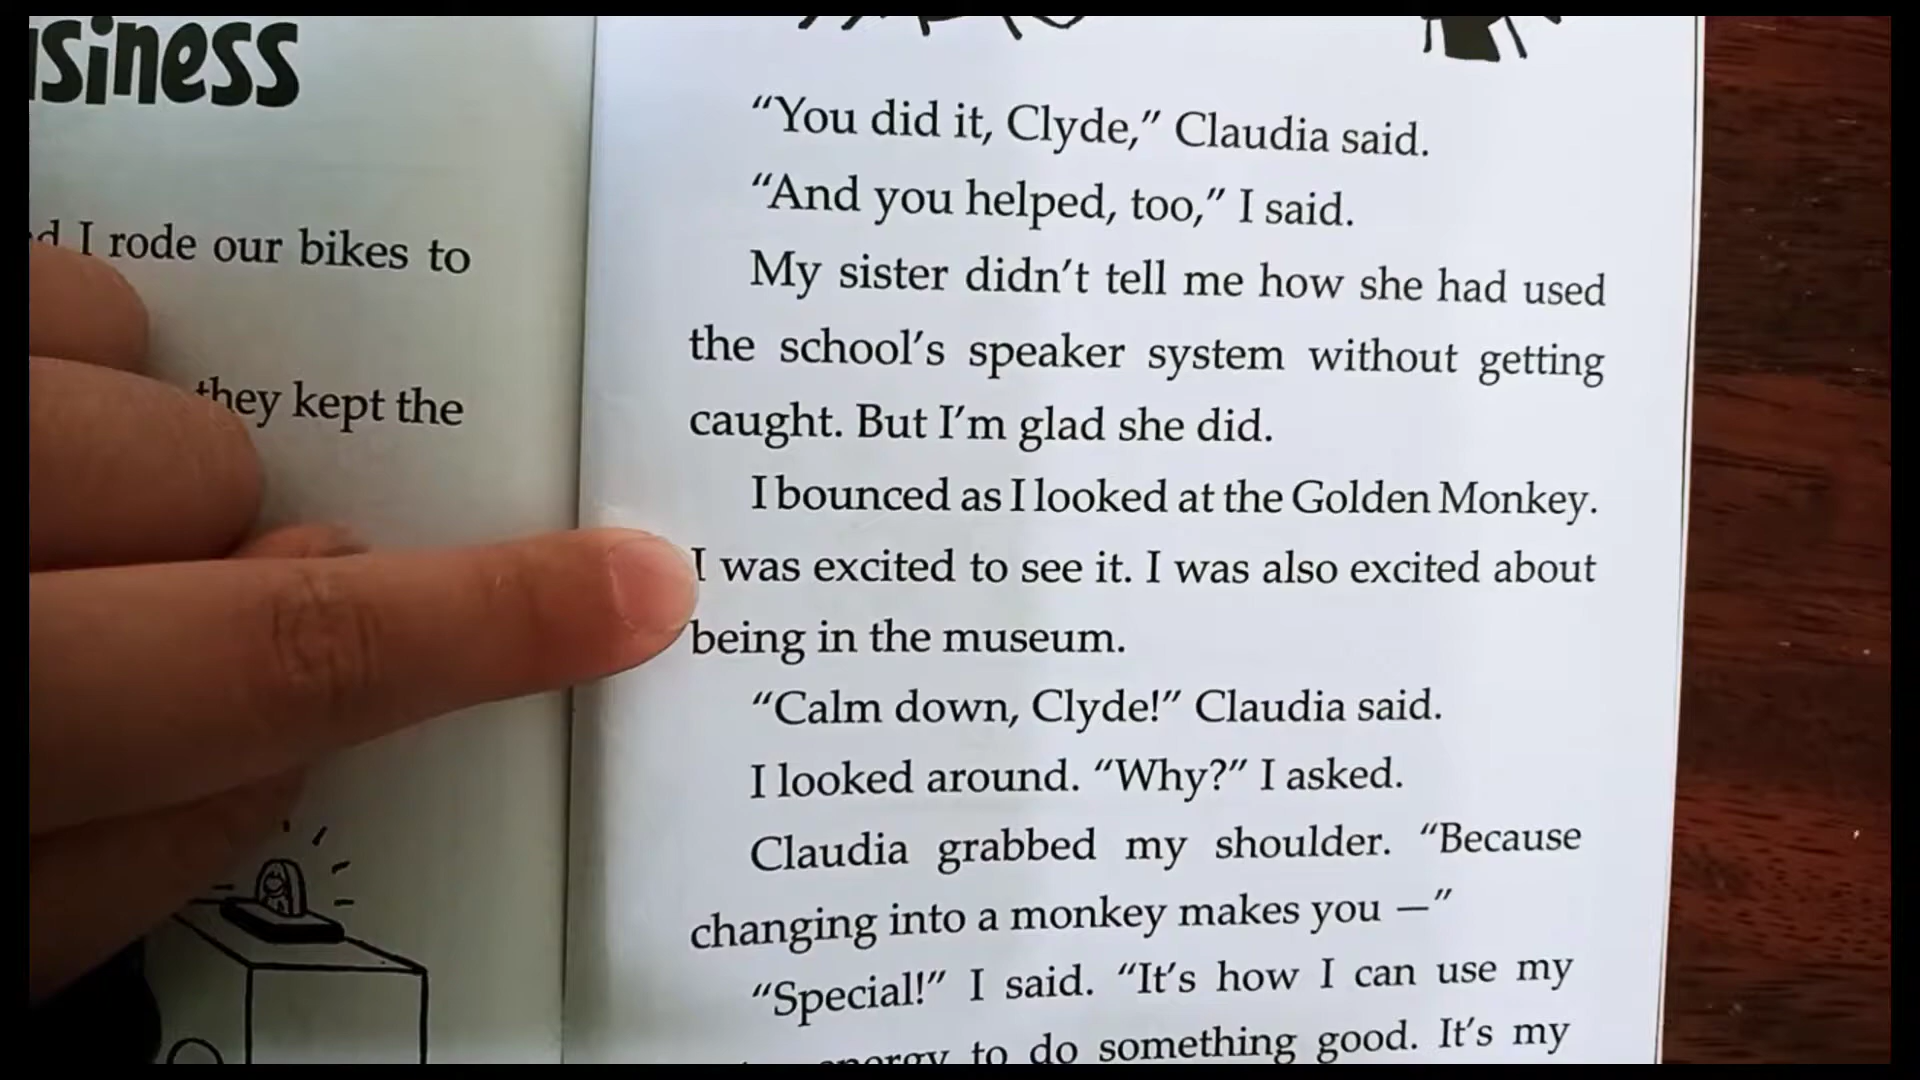 I rode our bikes to
they kept the
"You did it, Clyde," Claudia said.
"And you helped, too," I said.
My sister didn't tell me how she had used
the school's speaker system without getting
caught. But I'm glad she did.
I bounced as I looked at the Golden Monkey.
I was excited to see it. I was also excited about
being in the museum.
"Calm down, Clyde!" Claudia said.
I looked around. "Why?" I asked.
Claudia grabbed my shoulder. "Because
changing into a monkey makes you —"
"Special!" I said. "It's how I can use my
energy to do something good. It's my